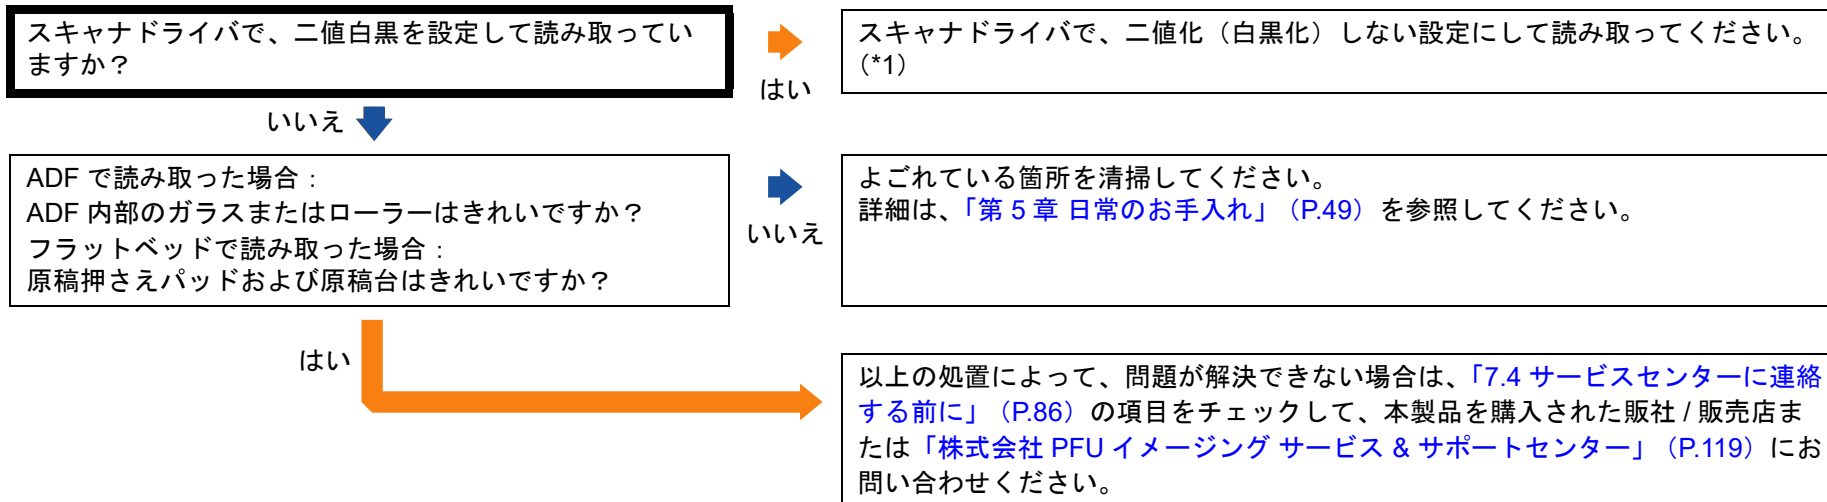 スキャナドライバで、二値白黒を設定して読み取ってい
ますか？
はい
スキャナドライバで、二値化（白黒化）しない設定にして読み取ってください。
(*1)
いいえ
ADF で読み取った場合：
ADF 内部のガラスまたはローラーはきれいですか？
フラットベッドで読み取った場合：
原稿押さえパッドおよび原稿台はきれいですか？
いいえ
よごれている箇所を清掃してください。
詳細は、「第 5 章 日常のお手入れ」（P.49）を参照してください。
はい
以上の処置によって、問題が解決できない場合は、「7.4 サービスセンターに連絡
する前に」（P.86）の項目をチェックして、本製品を購入された販社 / 販売店ま
たは「株式会社 PFU イメージング サービス & サポートセンター」（P.119）にお
問い合わせください。